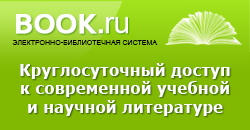 BOOK.ru
ЭЛЕКТРОННО-БИБЛИОТЕЧНАЯ СИСТЕМА
Круглосуточный доступ
к современной учебной
и научной литературе